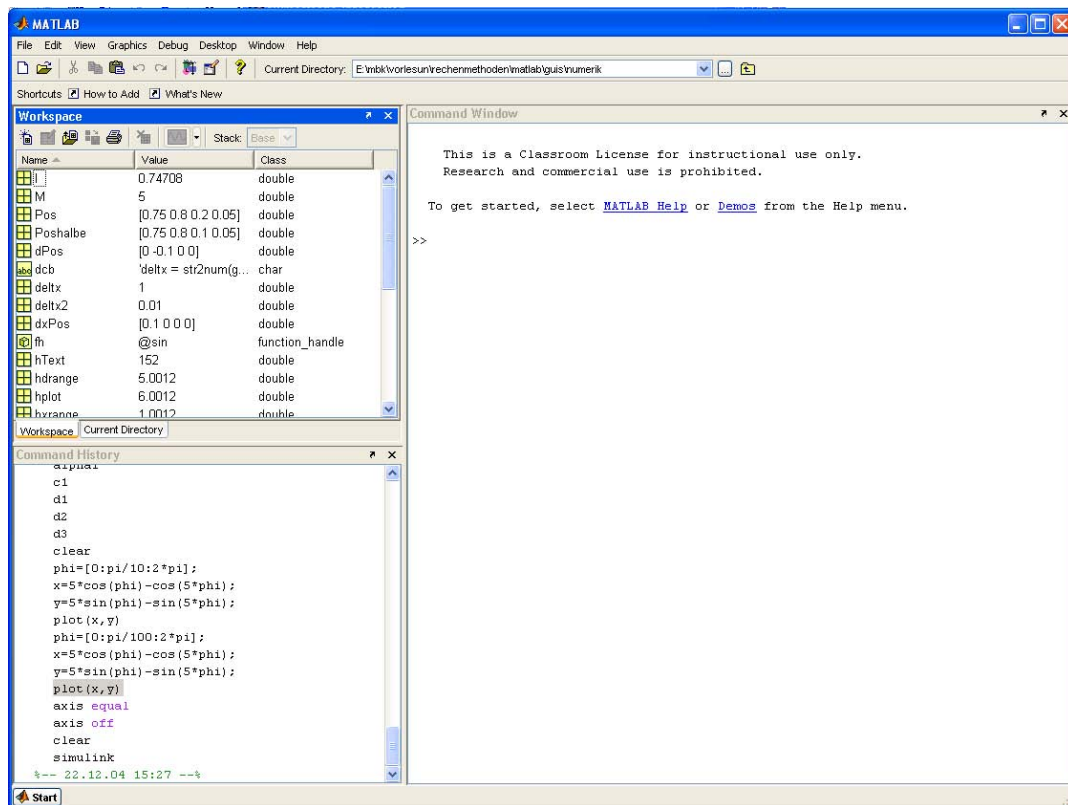 MATLAB
File Edit View Graphics Debug Desktop Window Help
Current Directory: E:\mbk\vorlesun\rechenmethoden\matlab\guis\numerik
Shortcuts How to Add What's New
Workspace
Stack: Base
Name Value Class
I 0.74708 double
M 5 double
Pos [0.75 0.8 0.2 0.05] double
Poshalbe [0.75 0.8 0.1 0.05] double
dPos [0 -0.1 0 0] double
abc dcb 'deltx = str2num(g... char
deltx 1 double
deltx2 0.01 double
dxPos [0.1 0 0 0] double
fh @sin function_handle
hText 152 double
hdrange 5.0012 double
hplot 6.0012 double
hxrange 1.0012 double
Workspace Current Directory
Command History
c1
d1
d2
d3
clear
phi=[0:pi/10:2*pi];
x=5*cos(phi)-cos(5*phi);
y=5*sin(phi)-sin(5*phi);
plot(x,y)
phi=[0:pi/100:2*pi];
x=5*cos(phi)-cos(5*phi);
y=5*sin(phi)-sin(5*phi);
plot(x,y)
axis equal
axis off
clear
simulink
%-- 22.12.04 15:27 --%
Start
Command Window
This is a Classroom License for instructional use only.
Research and commercial use is prohibited.
To get started, select MATLAB Help or Demos from the Help menu.
>>